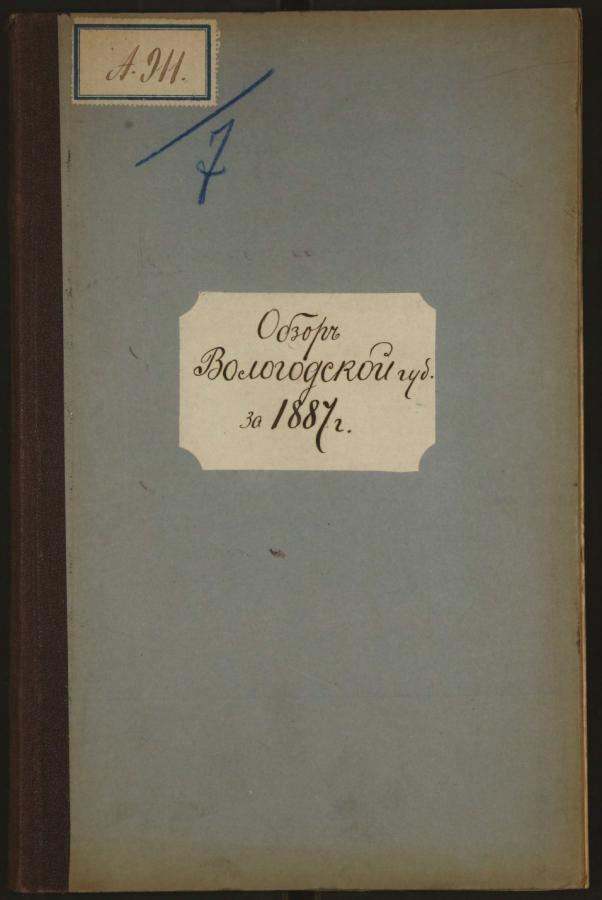 А. 911.
7
Обзоръ
Вологодской губ.
за 1887 г.